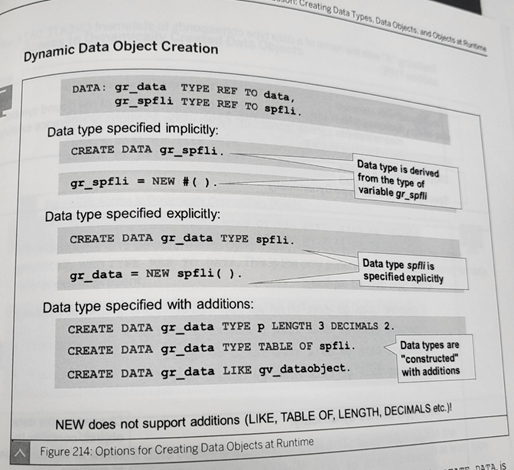 Creating Data Types, Data Objects, and Objects at Runtime
Dynamic Data Object Creation
DATA: gr_data TYPE REF TO data,
gr_spfli TYPE REF TO spfli.
Data type specified implicitly:
CREATE DATA gr_spfli.
gr_spfli = NEW #( ).
Data type is derived
from the type of
variable gr_spfli
Data type specified explicitly:
CREATE DATA gr_data TYPE spfli.
gr_data = NEW spfli( ).
Data type spfli is
specified explicitly
Data type specified with additions:
CREATE DATA gr_data TYPE p LENGTH 3 DECIMALS 2.
CREATE DATA gr_data TYPE TABLE OF spfli.
CREATE DATA gr_data LIKE gv_dataobject.
Data types are
"constructed"
with additions
NEW does not support additions (LIKE, TABLE OF, LENGTH, DECIMALS etc.)!
Figure 214: Options for Creating Data Objects at Runtime
DATA is